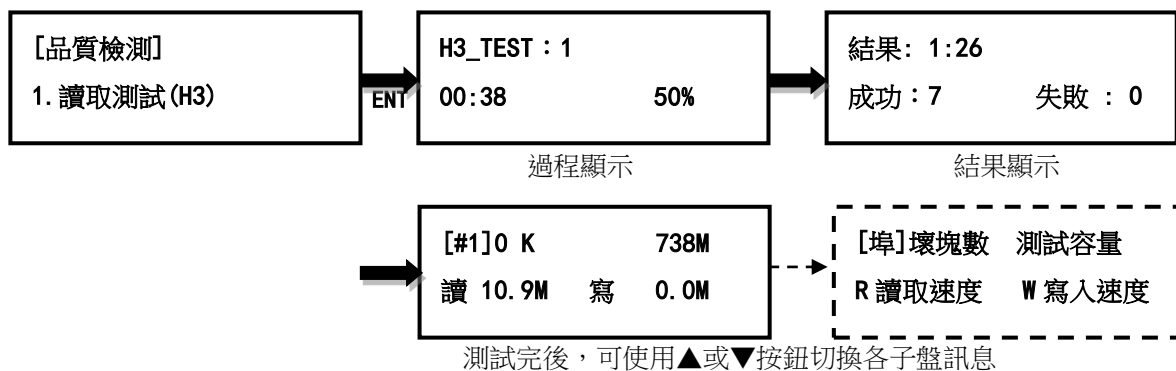 [品質檢測]
1.讀取測試(H3)
ENT
H3_TEST：1
00:38 50%
過程顯示
結果: 1:26
成功：7 失敗 : 0
結果顯示
[#1]0 K 738M
讀 10.9M 寫 0.0M
[埠]壞塊數 測試容量
R 讀取速度 W 寫入速度
測試完後，可使用▲或▼按鈕切換各子盤訊息